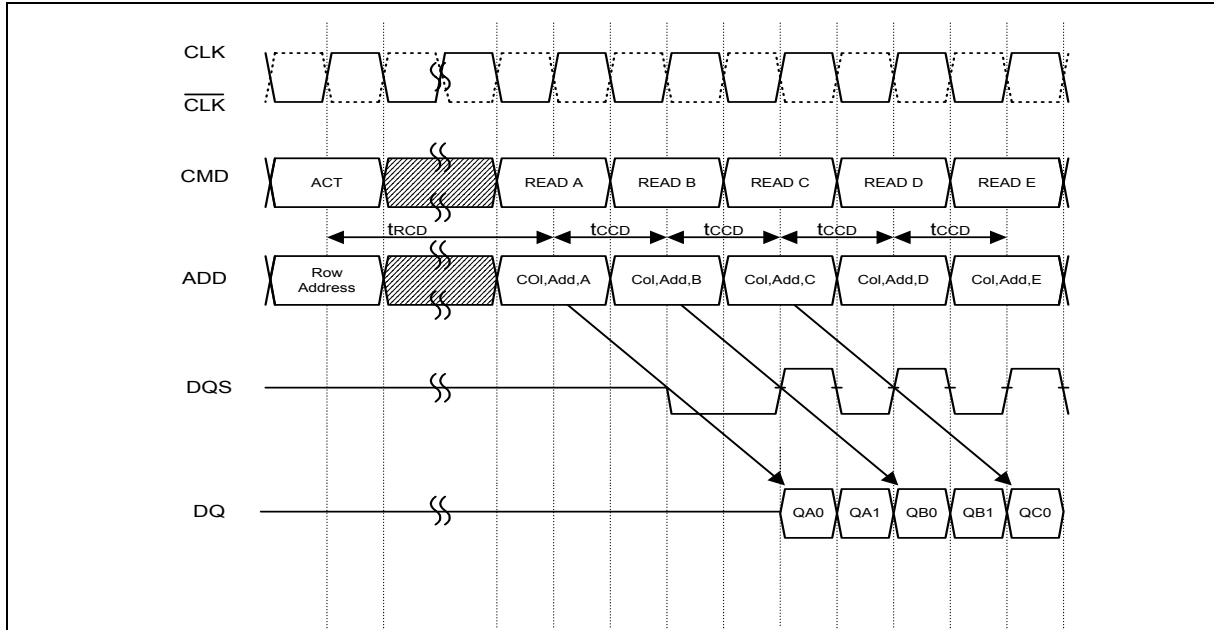 CLK
CLK
CMD
ACT
READ A
READ B
READ C
READ D
READ E
tRCD
tCCD
tCCD
tCCD
tCCD
ADD
Row
Address
COl,Add,A
Col,Add,B
Col,Add,C
Col,Add,D
Col,Add,E
DQS
DQ
QA0
QA1
QB0
QB1
QC0